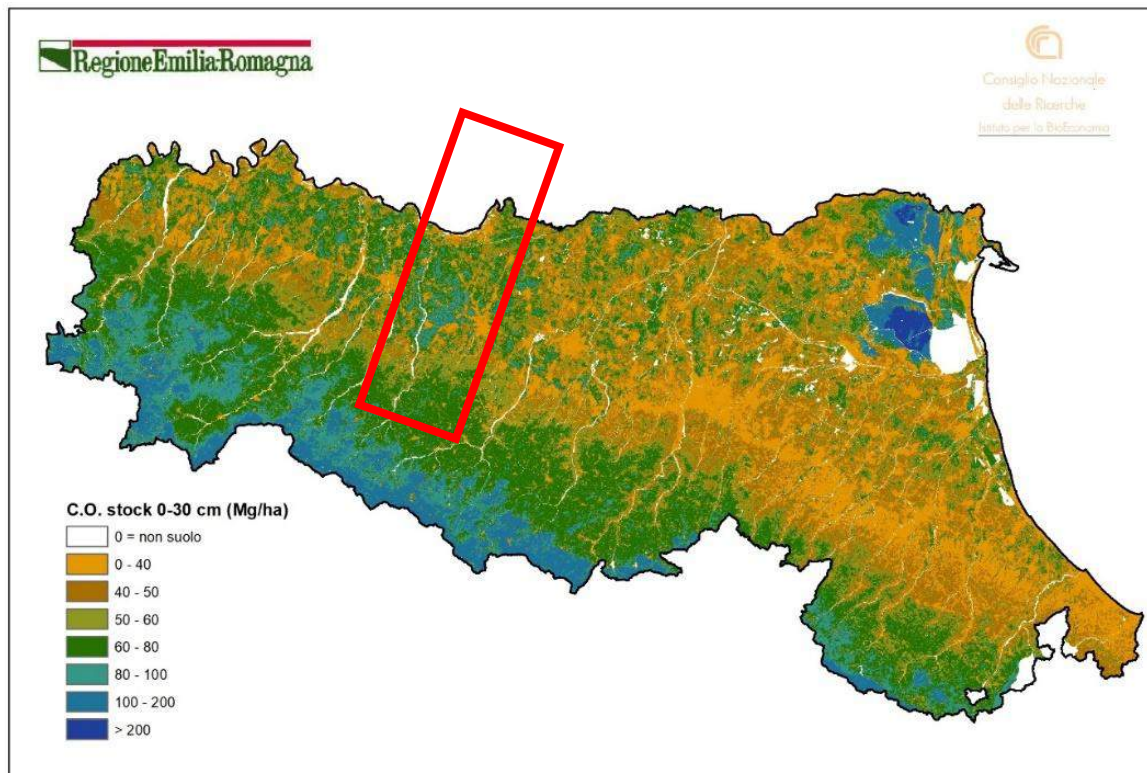 RegioneEmilia-Romagna
Consiglio Nazionale
delle Ricerche
Istituto per la BioEconomia
C.O. stock 0-30 cm (Mg/ha)
0 = non suolo
0 - 40
40 - 50
50 - 60
60 - 80
80 - 100
100 - 200
> 200